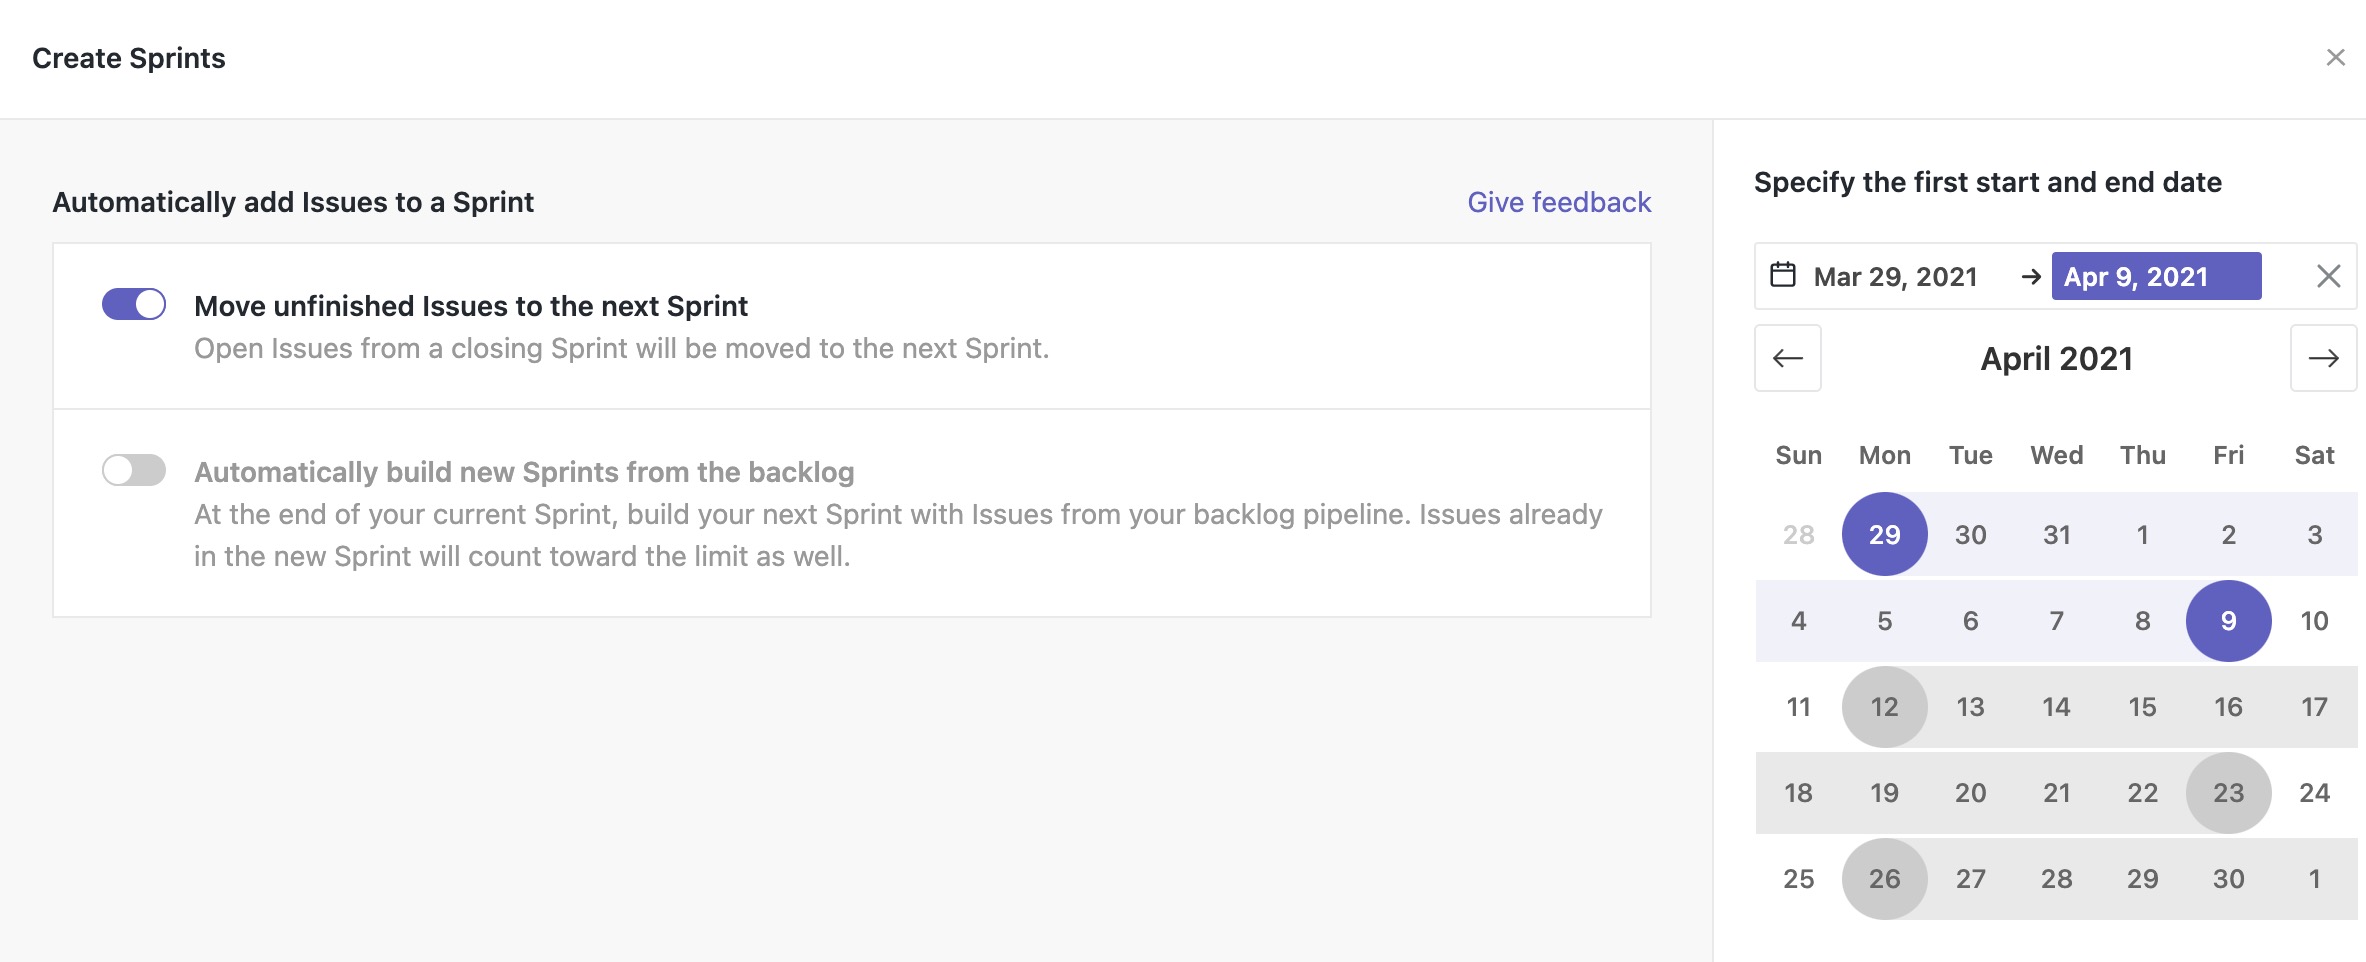 Create Sprints
Automatically add Issues to a Sprint
Give feedback
Move unfinished Issues to the next Sprint
Open Issues from a closing Sprint will be moved to the next Sprint.
Automatically build new Sprints from the backlog
At the end of your current Sprint, build your next Sprint with Issues from your backlog pipeline. Issues already
in the new Sprint will count toward the limit as well.
Specify the first start and end date
Mar 29, 2021 → Apr 9, 2021
April 2021
Sun Mon Tue Wed Thu Fri Sat
28 29 30 31 1 2 3
4 5 6 7 8 9 10
11 12 13 14 15 16 17
18 19 20 21 22 23 24
25 26 27 28 29 30 1